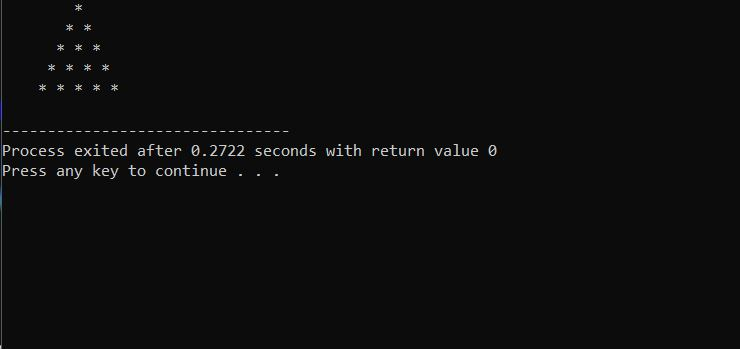 *
       * *
      * * *
     * * * *
    * * * * *

--------------------------------
Process exited after 0.2722 seconds with return value 0
Press any key to continue . . .